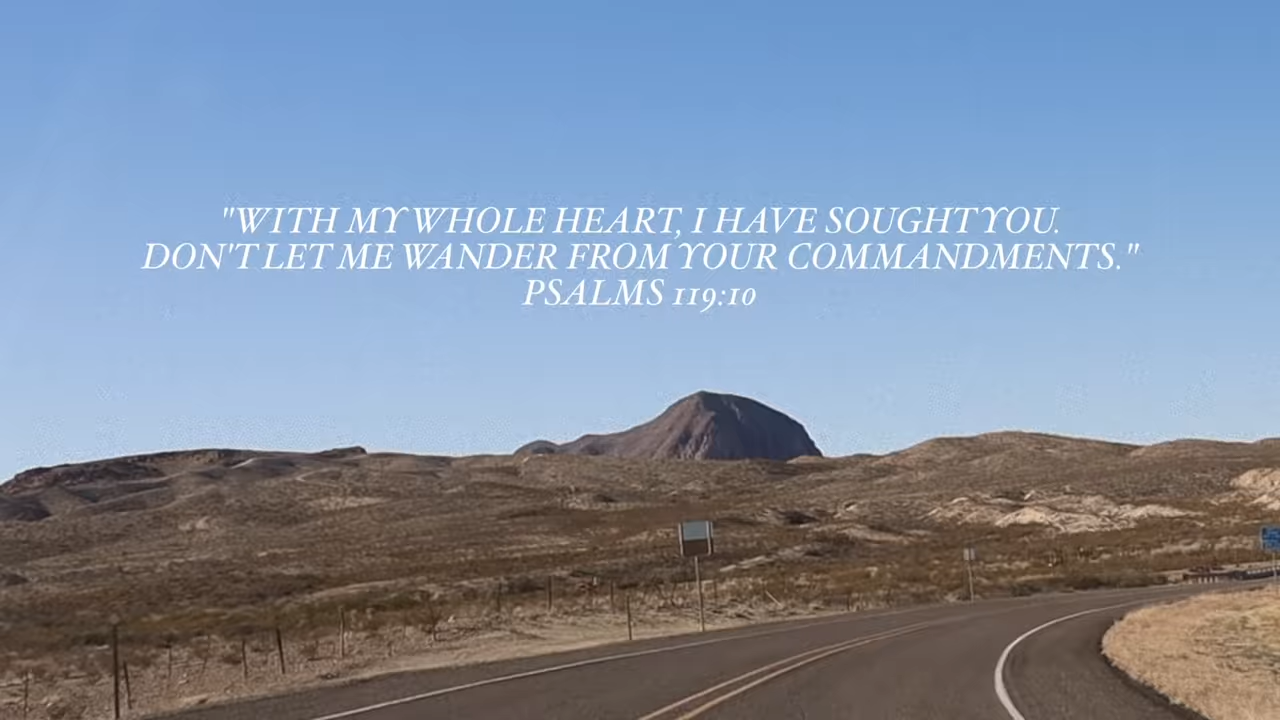 "WITH MY WHOLE HEART, I HAVE SOUGHT YOU.
DON'T LET ME WANDER FROM YOUR COMMANDMENTS."
PSALMS 119:10